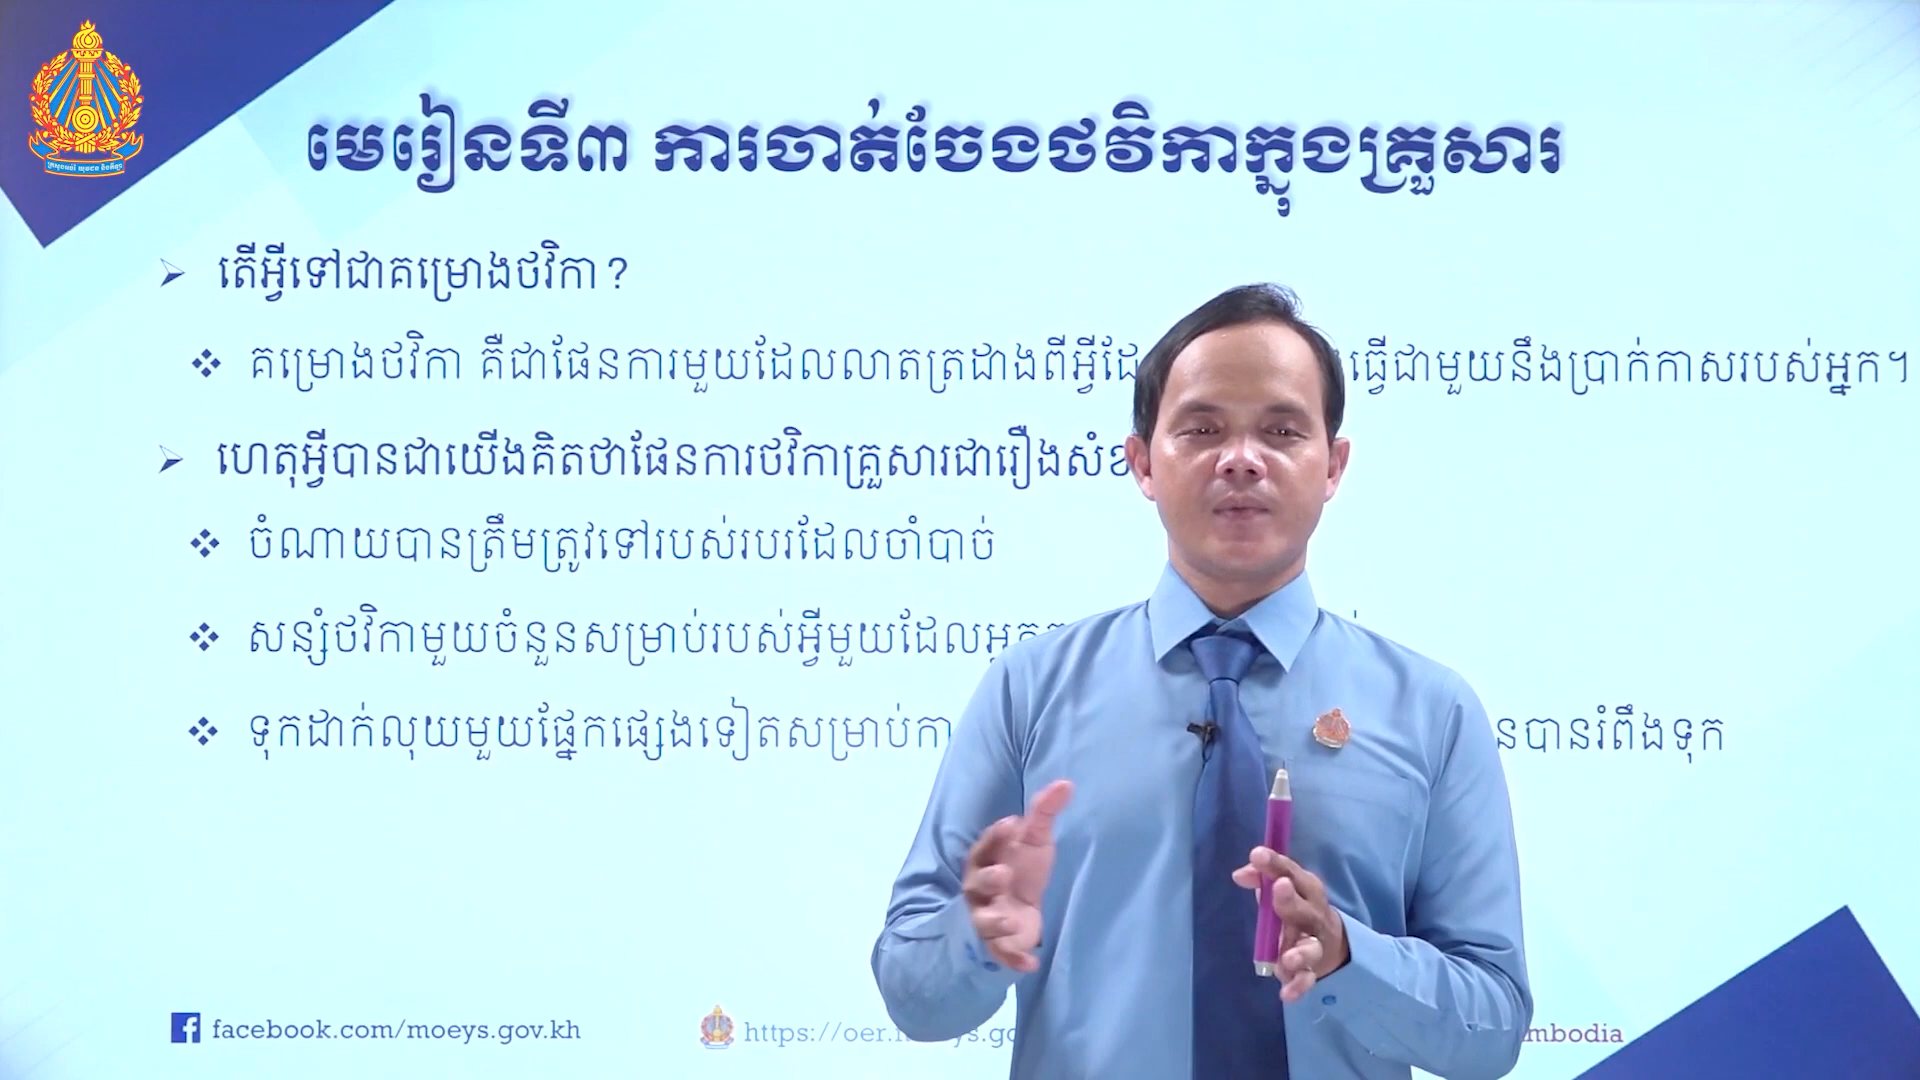 មេរៀនទី៣ ការចាត់ចែងថវិកាក្នុងគ្រួសារ
តើអ្វីទៅជាគម្រោងថវិកា ?
គម្រោងថវិកា គឺជាផែនការមួយដែលលាតត្រដាងពីអ្វី ធ្វើជាមួយនឹងប្រាក់កាសរបស់អ្នក។
ហេតុអ្វីបានជាយើងគិតថាផែនការថវិកាគ្រួសារជារឿង
ចំណាយបានត្រឹមត្រូវទៅរបស់របរដែលចាំបាច់
សន្សំថវិកាមួយចំនួនសម្រាប់របស់អ្វីមួយដែល
ទុកដាក់លុយមួយផ្នែកផ្សេងទៀតសម្រាប់ បានរំពឹងទុក
facebook.com/moeys.gov.kh https://oer.